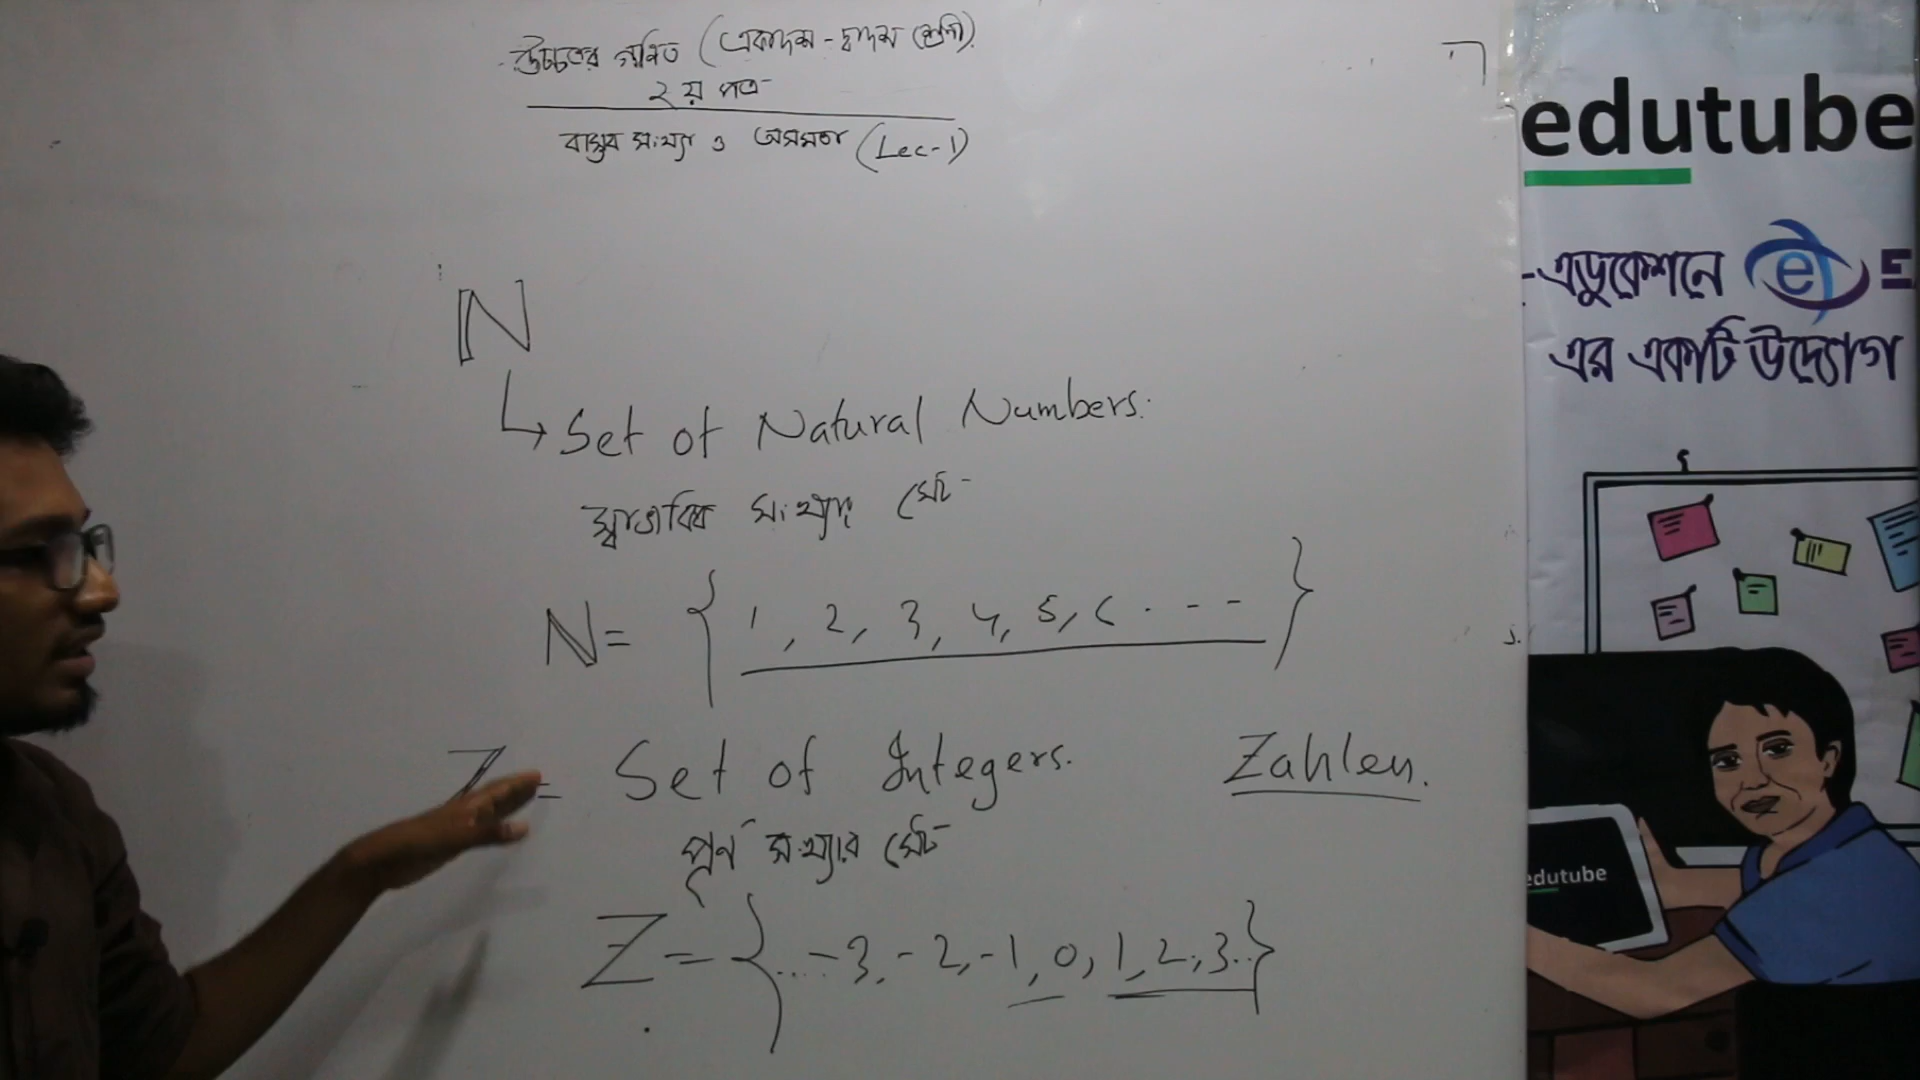 উচ্চতর গণিত (একাদশ - দ্বাদশ শ্রেণী)
২য় পত্র
বাস্তব সংখ্যা ও অসমতা (Lec-1)
N
Set of Natural Numbers.
স্বাভাবিক সংখ্যার সেট
N = { 1, 2, 3, 4, 5, 6 . - - - }
Z = Set of Integers. Zahlen.
পূর্ণ সংখ্যার সেট
Z = { ... -3, -2, -1, 0, 1, 2, 3.. }
edutube
-এডুকেশনে e E
এর একটি উদ্যোগ
edutube